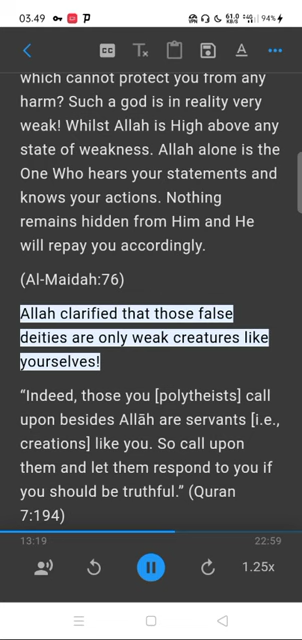 03.49
61.0
KB/S
94%
CC
which cannot protect you from any
harm? Such a god is in reality very
weak! Whilst Allah is High above any
state of weakness. Allah alone is the
One Who hears your statements and
knows your actions. Nothing
remains hidden from Him and He
will repay you accordingly.
(Al-Maidah:76)
Allah clarified that those false
deities are only weak creatures like
yourselves!
“Indeed, those you [polytheists] call
upon besides Allāh are servants [i.e.,
creations] like you. So call upon
them and let them respond to you if
you should be truthful.” (Quran
7:194)
13:19 22:59
1.25x